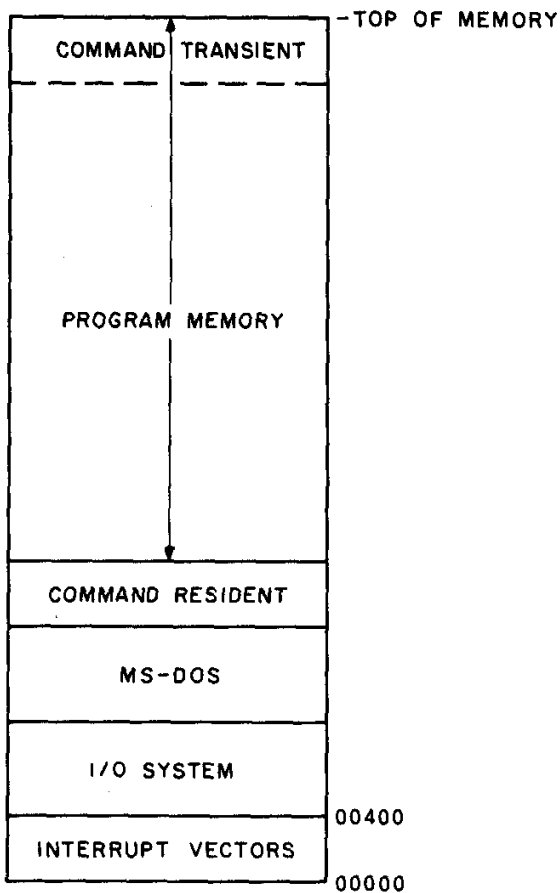 -TOP OF MEMORY
COMMAND TRANSIENT
PROGRAM MEMORY
COMMAND RESIDENT
MS-DOS
I/O SYSTEM
00400
INTERRUPT VECTORS
00000